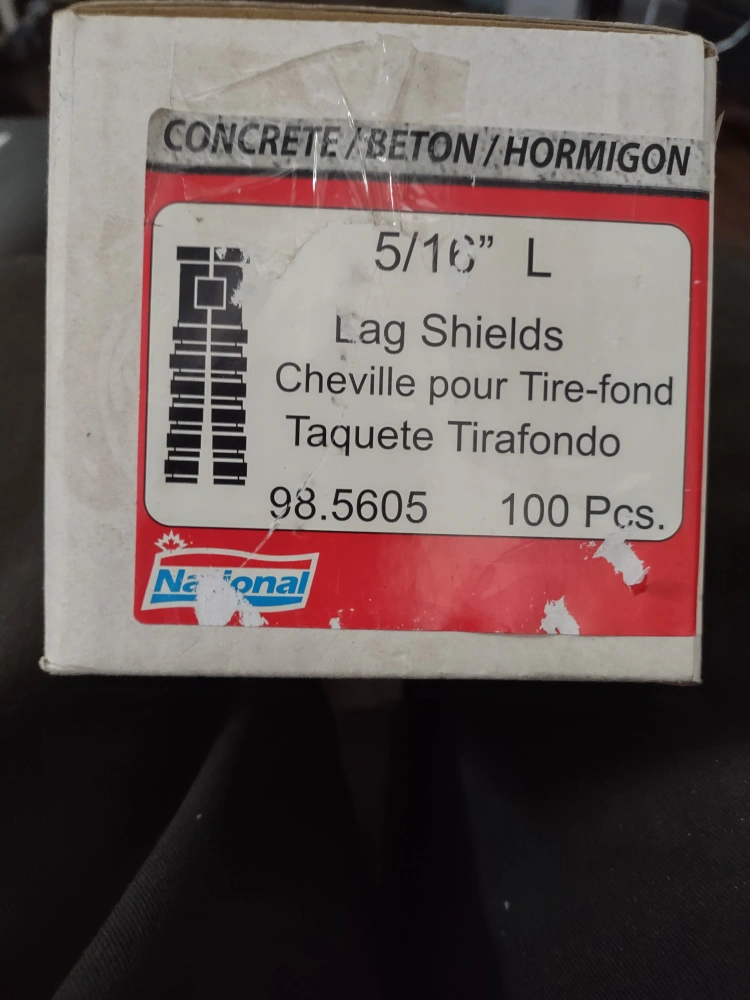 CONCRETE / BETON / HORMIGON
5/16” L
Lag Shields
Cheville pour Tire-fond
Taquete Tirafondo
98.5605 100 Pcs.
National